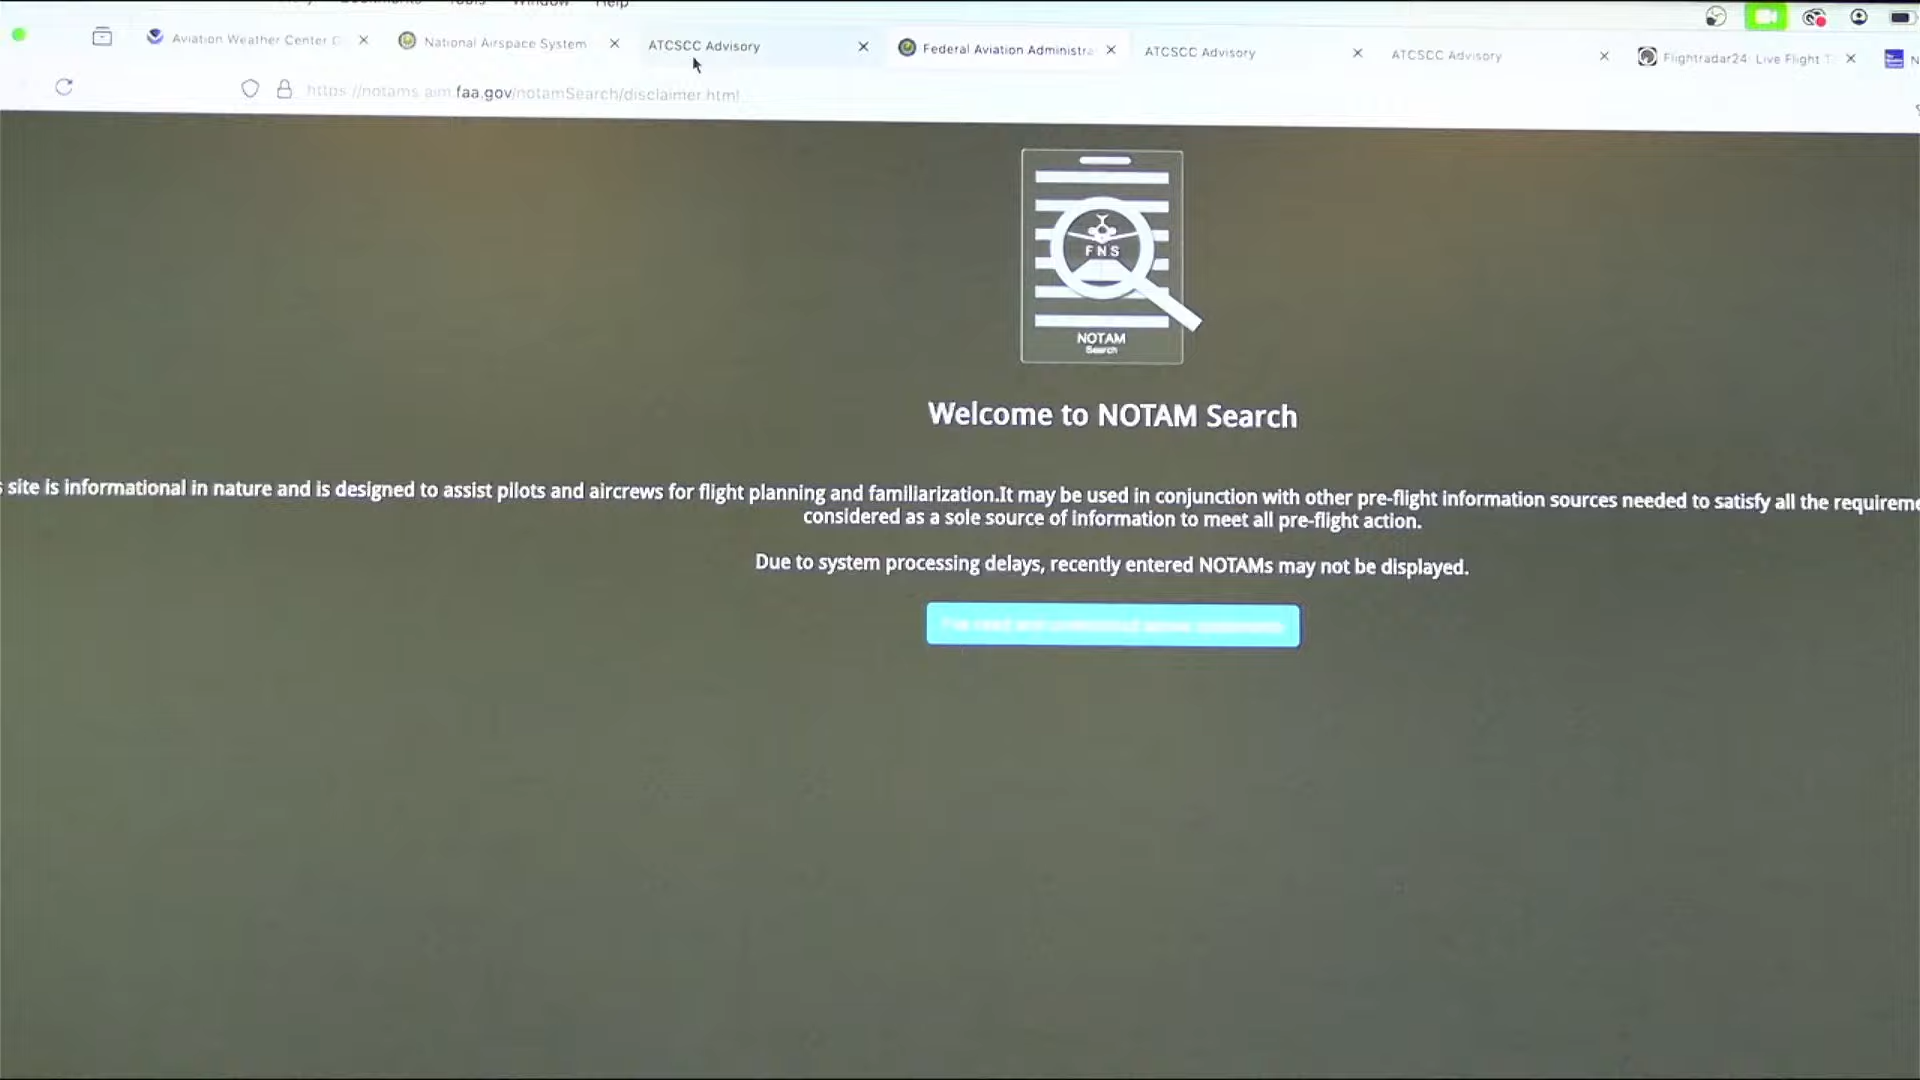 Aviation Weather Center
National Airspace System
ATCSCC Advisory
Federal Aviation Administra
ATCSCC Advisory
ATCSCC Advisory
Flightradar24: Live Flight T
https://notams.aim.faa.gov/notamSearch/disclaimer.html
FNS
NOTAM
Search
Welcome to NOTAM Search
site is informational in nature and is designed to assist pilots and aircrews for flight planning and familiarization.It may be used in conjunction with other pre-flight information sources needed to satisfy all the requireme
considered as a sole source of information to meet all pre-flight action.
Due to system processing delays, recently entered NOTAMs may not be displayed.